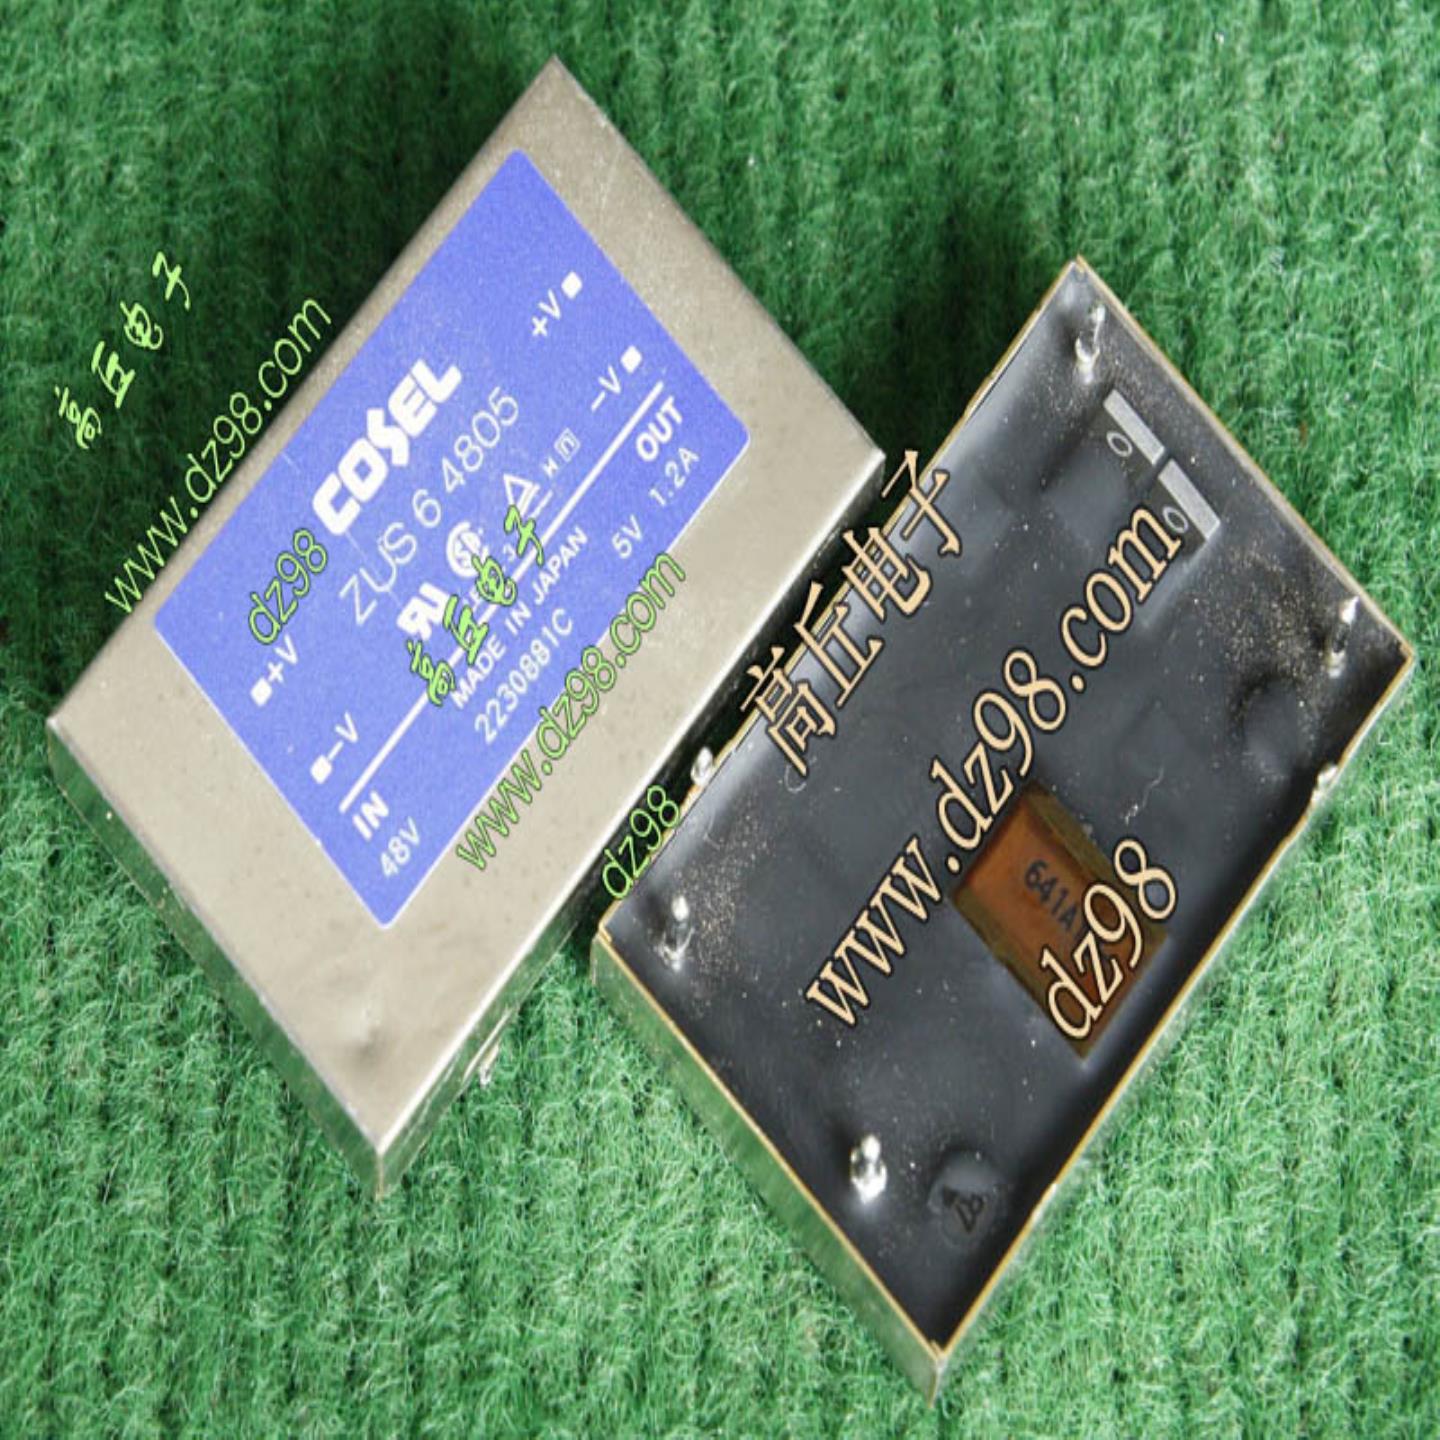 高丘电子
www.dz98.com
dz98
COSEL
ZUS 6 4805
+V
-V
+V
-V
MADE IN JAPAN
2230881C
IN
48V
OUT
5V 1.2A
高丘电子
www.dz98.com
dz98
高丘电子
www.dz98.com
dz98
641A